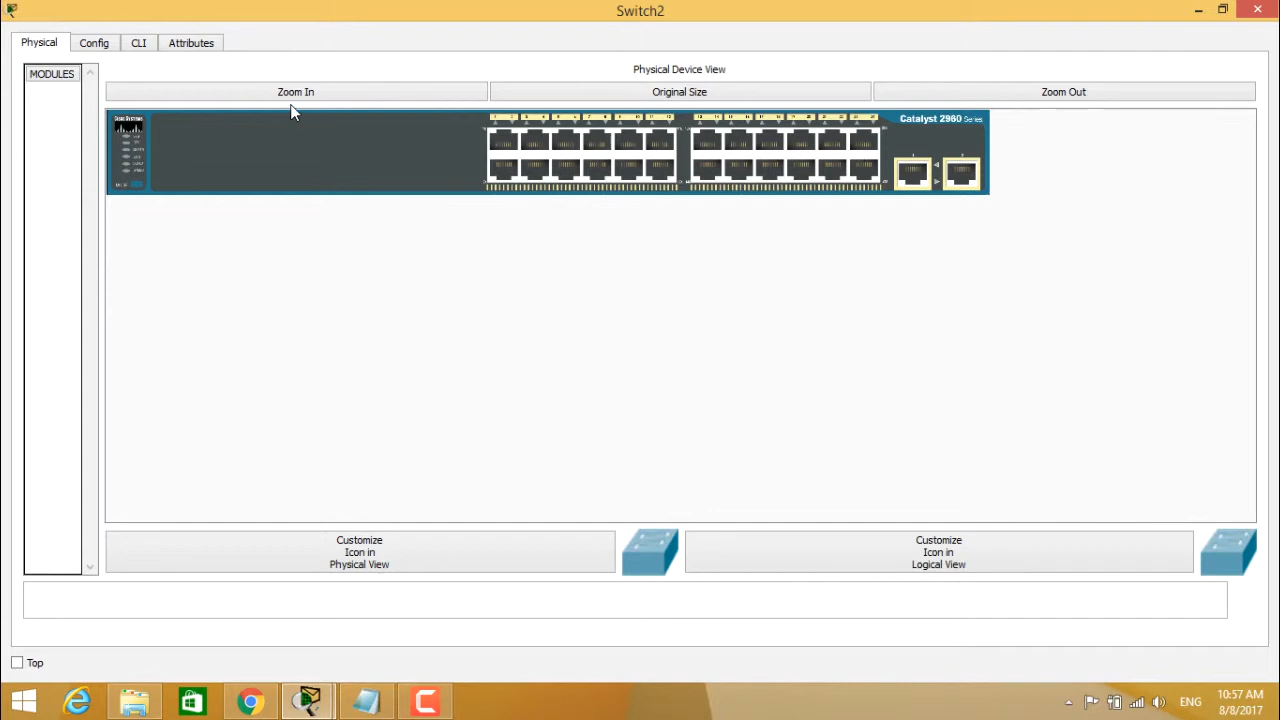 Switch2
Physical
Config
CLI
Attributes
MODULES
Physical Device View
Zoom In
Original Size
Zoom Out
Catalyst 2960 Series
Customize
Icon in
Physical View
Customize
Icon in
Logical View
Top
ENG
10:57 AM
8/8/2017